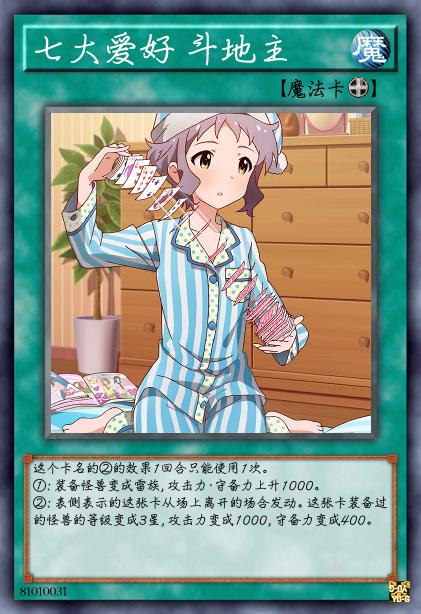 七大爱好 斗地主
魔
【魔法卡】
这个卡名的②的效果1回合只能使用1次。
①:装备怪兽变成雷族,攻击力·守备力上升1000。
②:表侧表示的这张卡从场上离开的场合发动。这张卡装备过
的怪兽的等级变成3星,攻击力变成1000,守备力变成400。
81010031